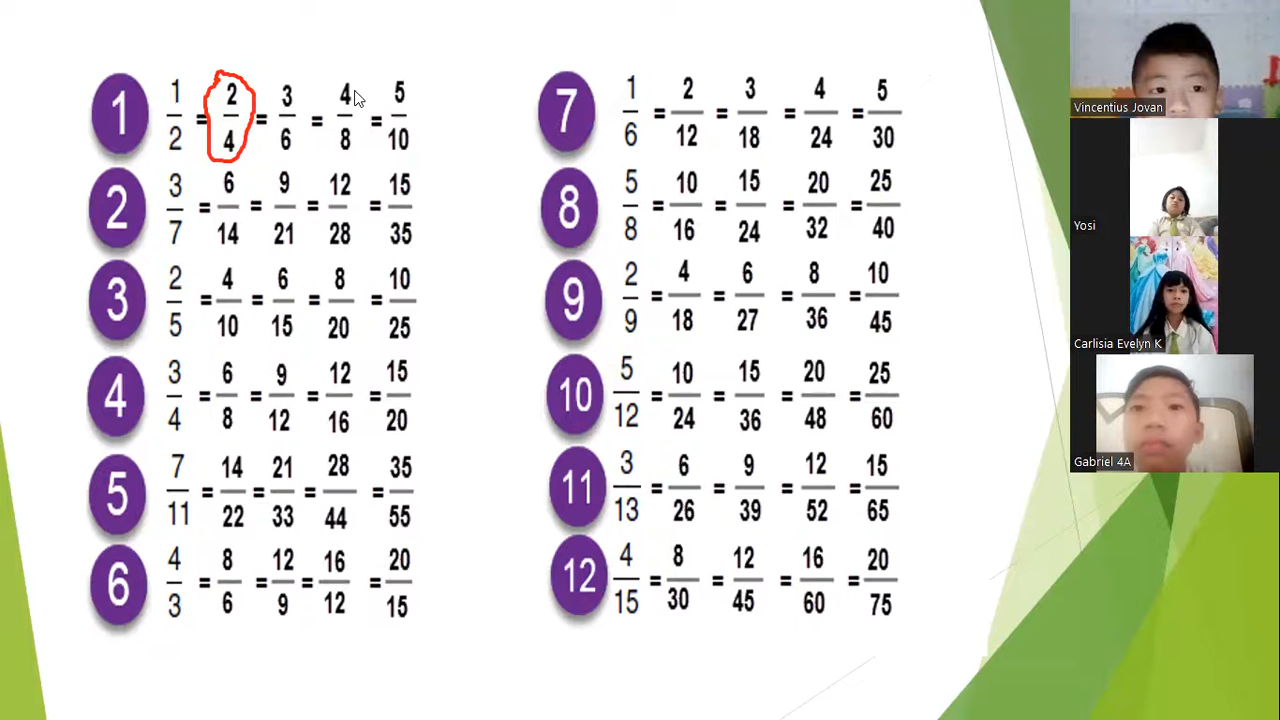 1 1/2 = 2/4 = 3/6 = 4/8 = 5/10
2 3/7 = 6/14 = 9/21 = 12/28 = 15/35
3 2/5 = 4/10 = 6/15 = 8/20 = 10/25
4 3/4 = 6/8 = 9/12 = 12/16 = 15/20
5 7/11 = 14/22 = 21/33 = 28/44 = 35/55
6 4/3 = 8/6 = 12/9 = 16/12 = 20/15
7 1/6 = 2/12 = 3/18 = 4/24 = 5/30
8 5/8 = 10/16 = 15/24 = 20/32 = 25/40
9 2/9 = 4/18 = 6/27 = 8/36 = 10/45
10 5/12 = 10/24 = 15/36 = 20/48 = 25/60
11 3/13 = 6/26 = 9/39 = 12/52 = 15/65
12 4/15 = 8/30 = 12/45 = 16/60 = 20/75
Vincentius Jovan
Yosi
Carlisia Evelyn K
Gabriel 4A